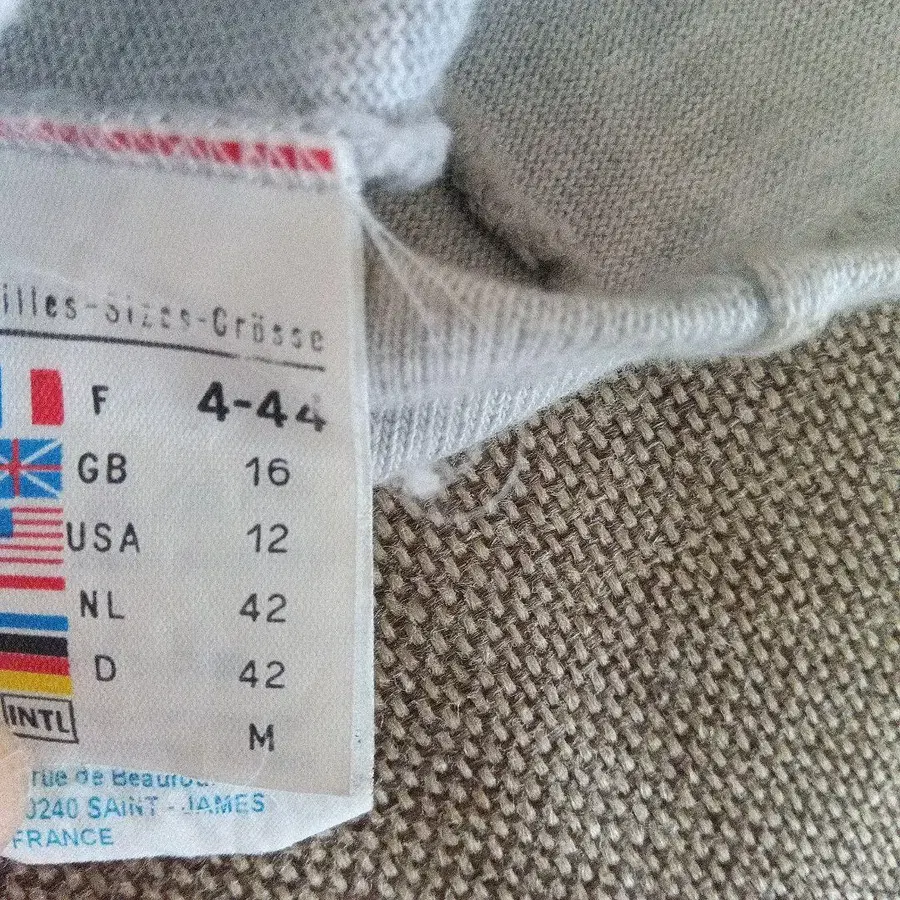 illes-Sizes-Grösse
F 4-44
GB 16
USA 12
NL 42
D 42
INTL M
rue de
0240 SAINT-JAMES
FRANCE